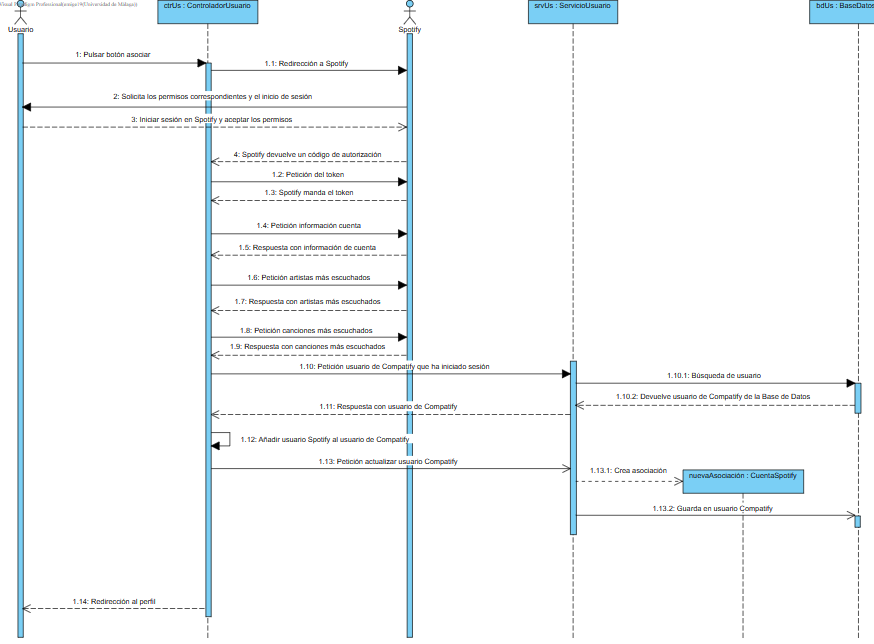 Visual Paradigm Professional(amiga19(Universidad de Málaga))
ctrUs : ControladorUsuario
srvUs : ServicioUsuario
bdUs : BaseDatos
Usuario
Spotify
1: Pulsar botón asociar
1.1: Redirección a Spotify
2: Solicita los permisos correspondientes y el inicio de sesión
3: Iniciar sesión en Spotify y aceptar los permisos
4: Spotify devuelve un código de autorización
1.2: Petición del token
1.3: Spotify manda el token
1.4: Petición información cuenta
1.5: Respuesta con información de cuenta
1.6: Petición artistas más escuchados
1.7: Respuesta con artistas más escuchados
1.8: Petición canciones más escuchados
1.9: Respuesta con canciones más escuchados
1.10: Petición usuario de Compatify que ha iniciado sesión
1.10.1: Búsqueda de usuario
1.10.2: Devuelve usuario de Compatify de la Base de Datos
1.11: Respuesta con usuario de Compatify
1.12: Añadir usuario Spotify al usuario de Compatify
1.13: Petición actualizar usuario Compatify
1.13.1: Crea asociación
nuevaAsociación : CuentaSpotify
1.13.2: Guarda en usuario Compatify
1.14: Redirección al perfil